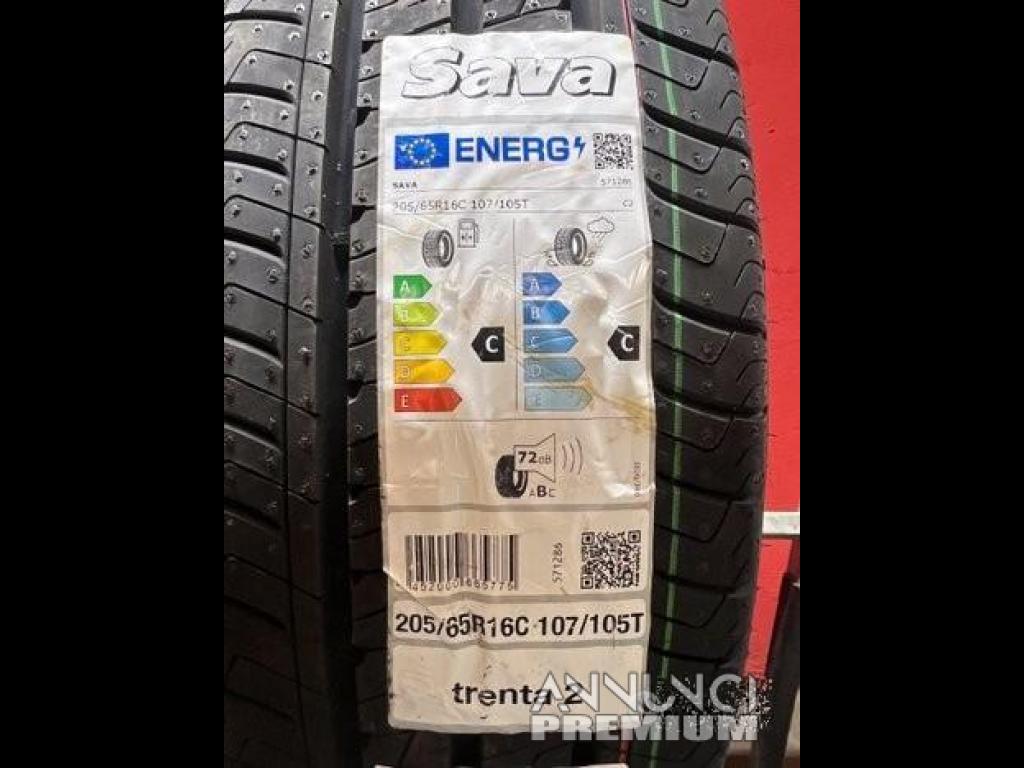 Sava
ENERG
SAVA 571286
205/65R16C 107/105T C2
A
B
C
D
E
C
A
B
C
D
E
C
72dB
ABC
571286
205/65R16C 107/105T
trenta 2
ANNUNCI
PREMIUM